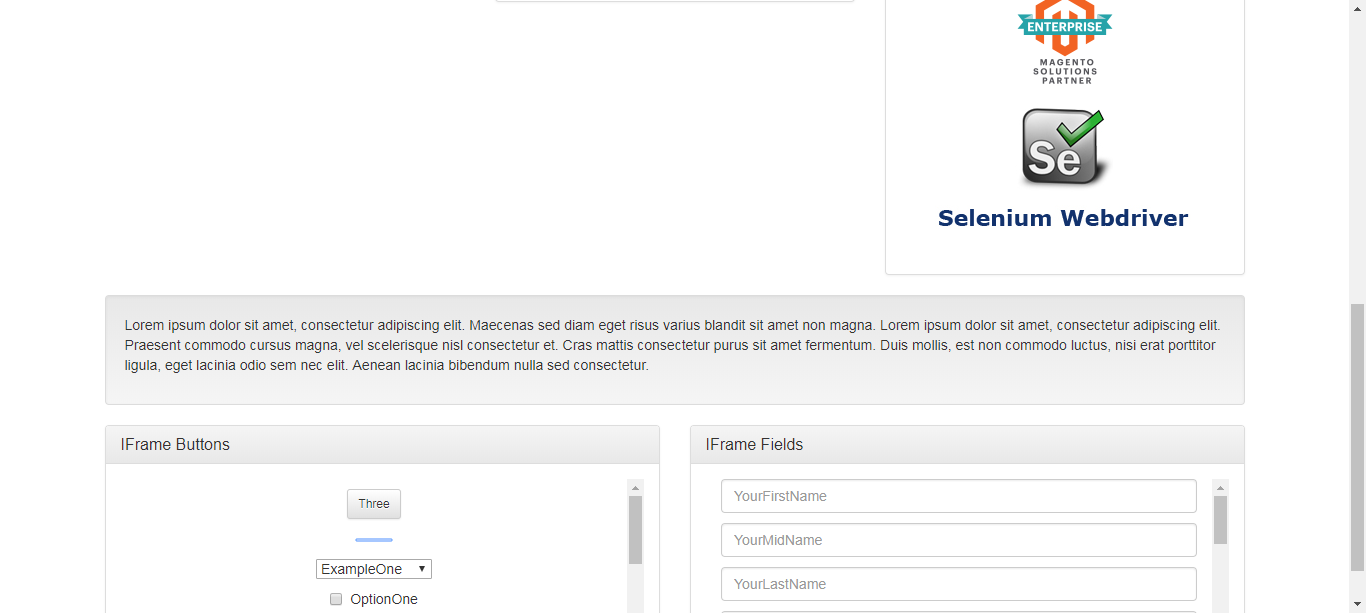 ENTERPRISE
MAGENTO
SOLUTIONS
PARTNER
Se
Selenium Webdriver
Lorem ipsum dolor sit amet, consectetur adipiscing elit. Maecenas sed diam eget risus varius blandit sit amet non magna. Lorem ipsum dolor sit amet, consectetur adipiscing elit.
Praesent commodo cursus magna, vel scelerisque nisl consectetur et. Cras mattis consectetur purus sit amet fermentum. Duis mollis, est non commodo luctus, nisi erat porttitor
ligula, eget lacinia odio sem nec elit. Aenean lacinia bibendum nulla sed consectetur.
IFrame Buttons
Three
ExampleOne
OptionOne
IFrame Fields
YourFirstName
YourMidName
YourLastName